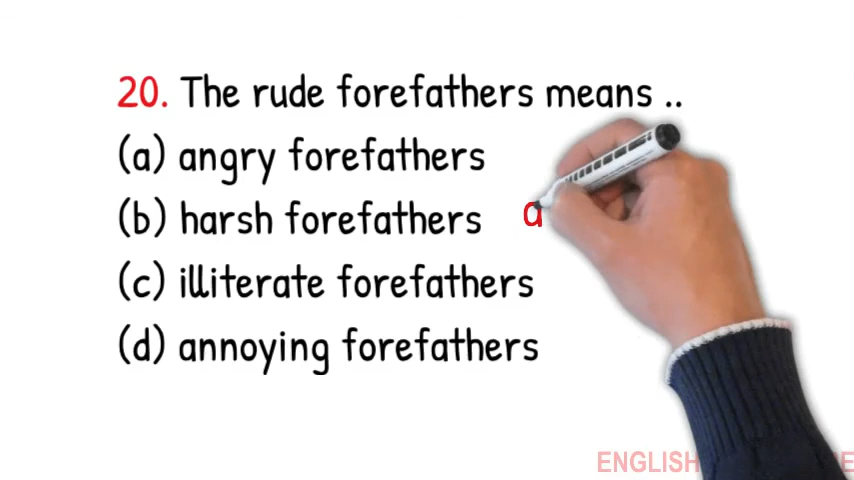 20. The rude forefathers means ..
(a) angry forefathers
(b) harsh forefathers a
(c) illiterate forefathers
(d) annoying forefathers
ENGLISH